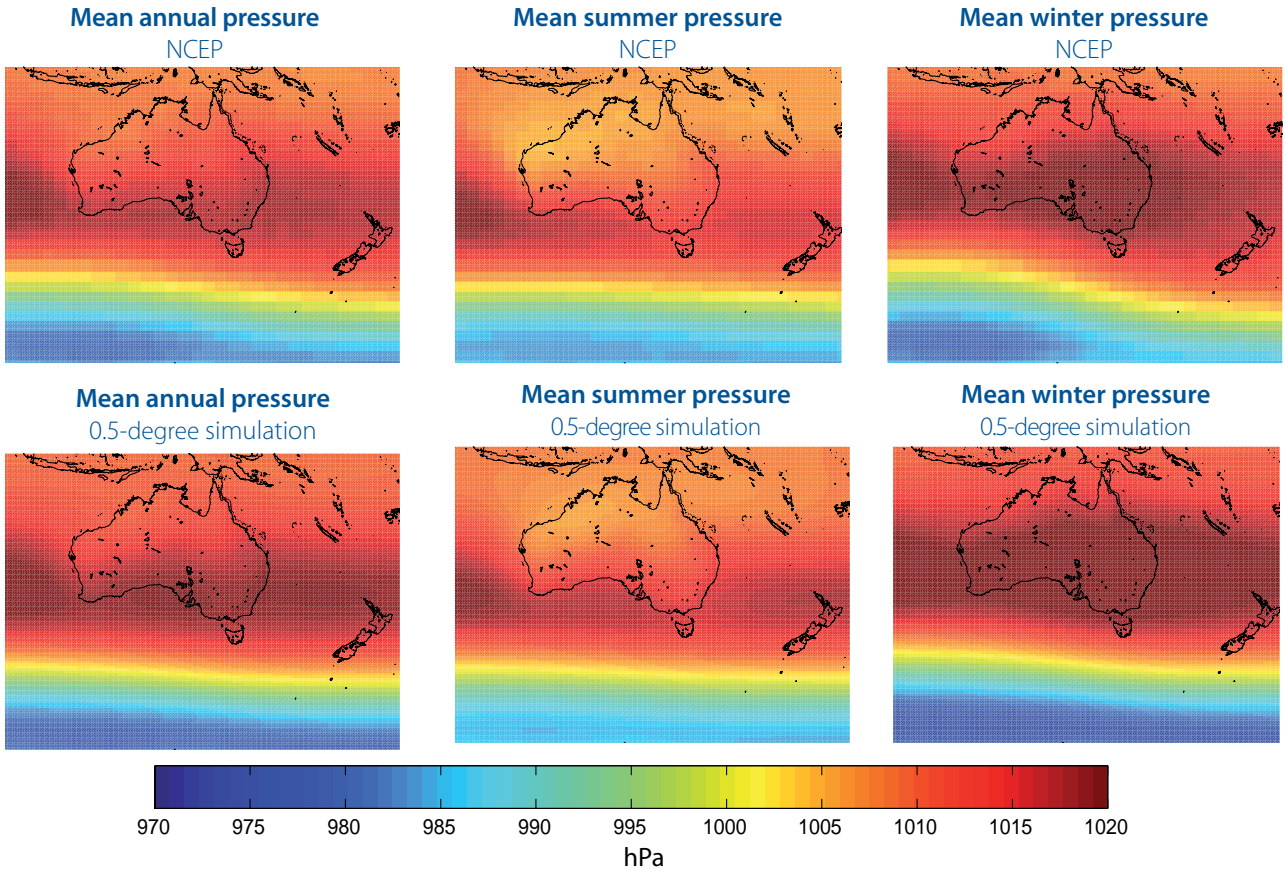 Mean annual pressure
NCEP
Mean summer pressure
NCEP
Mean winter pressure
NCEP
Mean annual pressure
0.5-degree simulation
Mean summer pressure
0.5-degree simulation
Mean winter pressure
0.5-degree simulation
970 975 980 985 990 995 1000 1005 1010 1015 1020
hPa